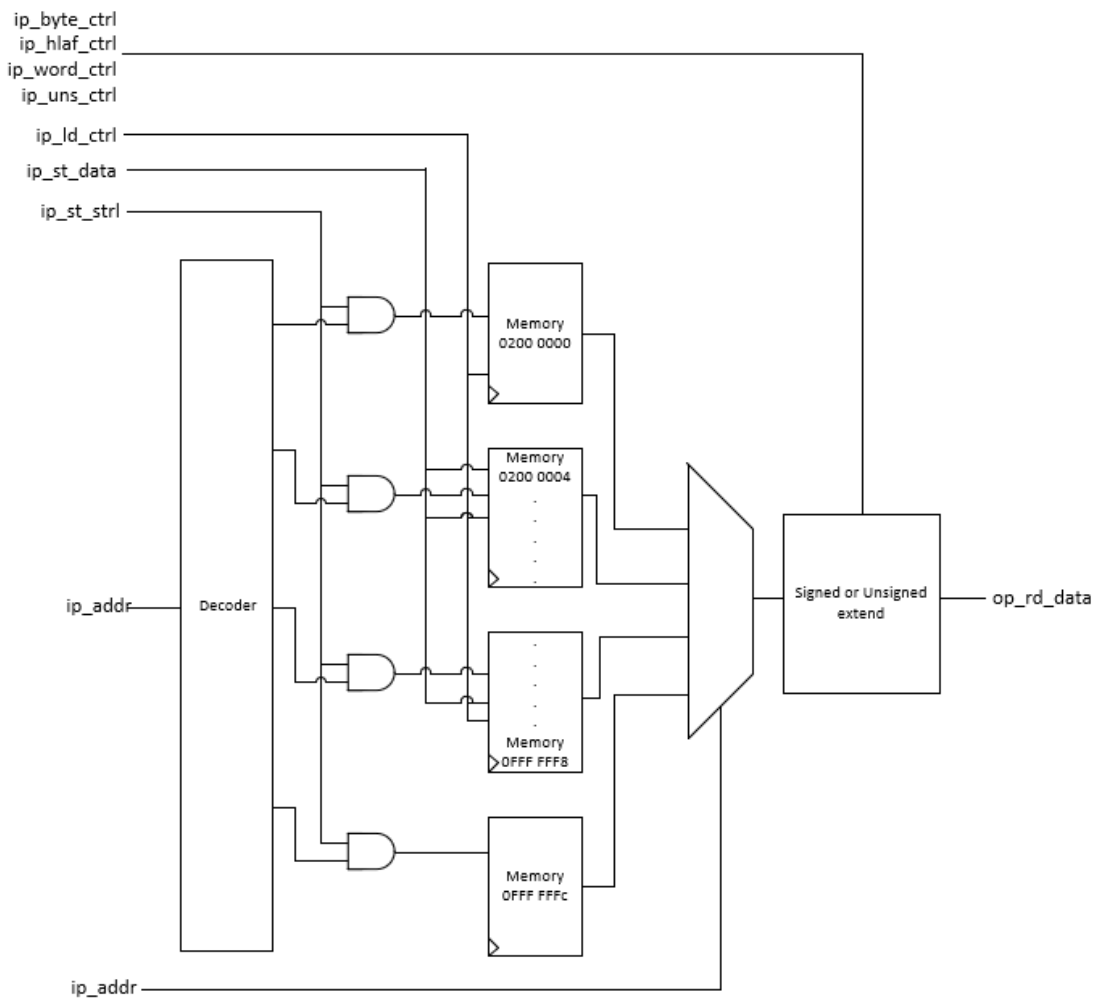 ip_byte_ctrl
ip_hlaf_ctrl
ip_word_ctrl
ip_uns_ctrl
ip_ld_ctrl
ip_st_data
ip_st_strl
Memory
0200 0000
Memory
0200 0004
ip_addr
Decoder
Signed or Unsigned
extend
op_rd_data
Memory
0FFF FFF8
Memory
0FFF FFFc
ip_addr